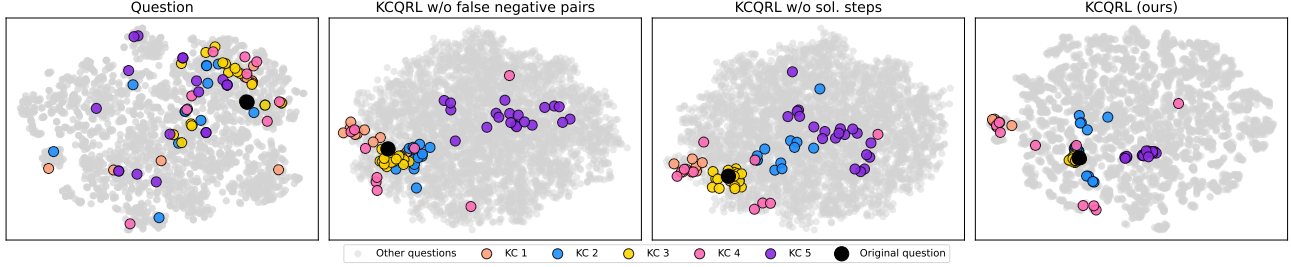 Question
KCQRL w/o false negative pairs
KCQRL w/o sol. steps
KCQRL (ours)
Other questions
KC 1
KC 2
KC 3
KC 4
KC 5
Original question